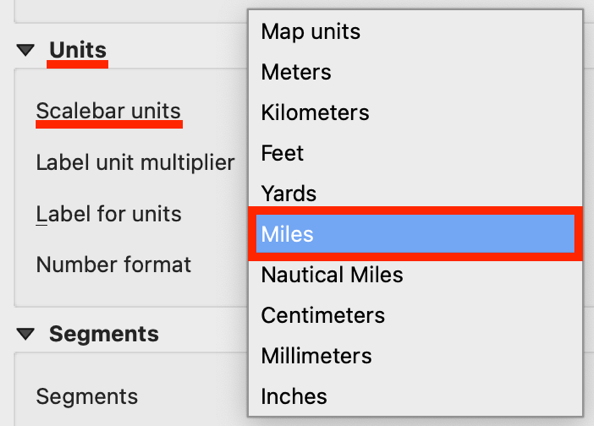 Units
Scalebar units
Label unit multiplier
Label for units
Number format
Segments
Segments
Map units
Meters
Kilometers
Feet
Yards
Miles
Nautical Miles
Centimeters
Millimeters
Inches